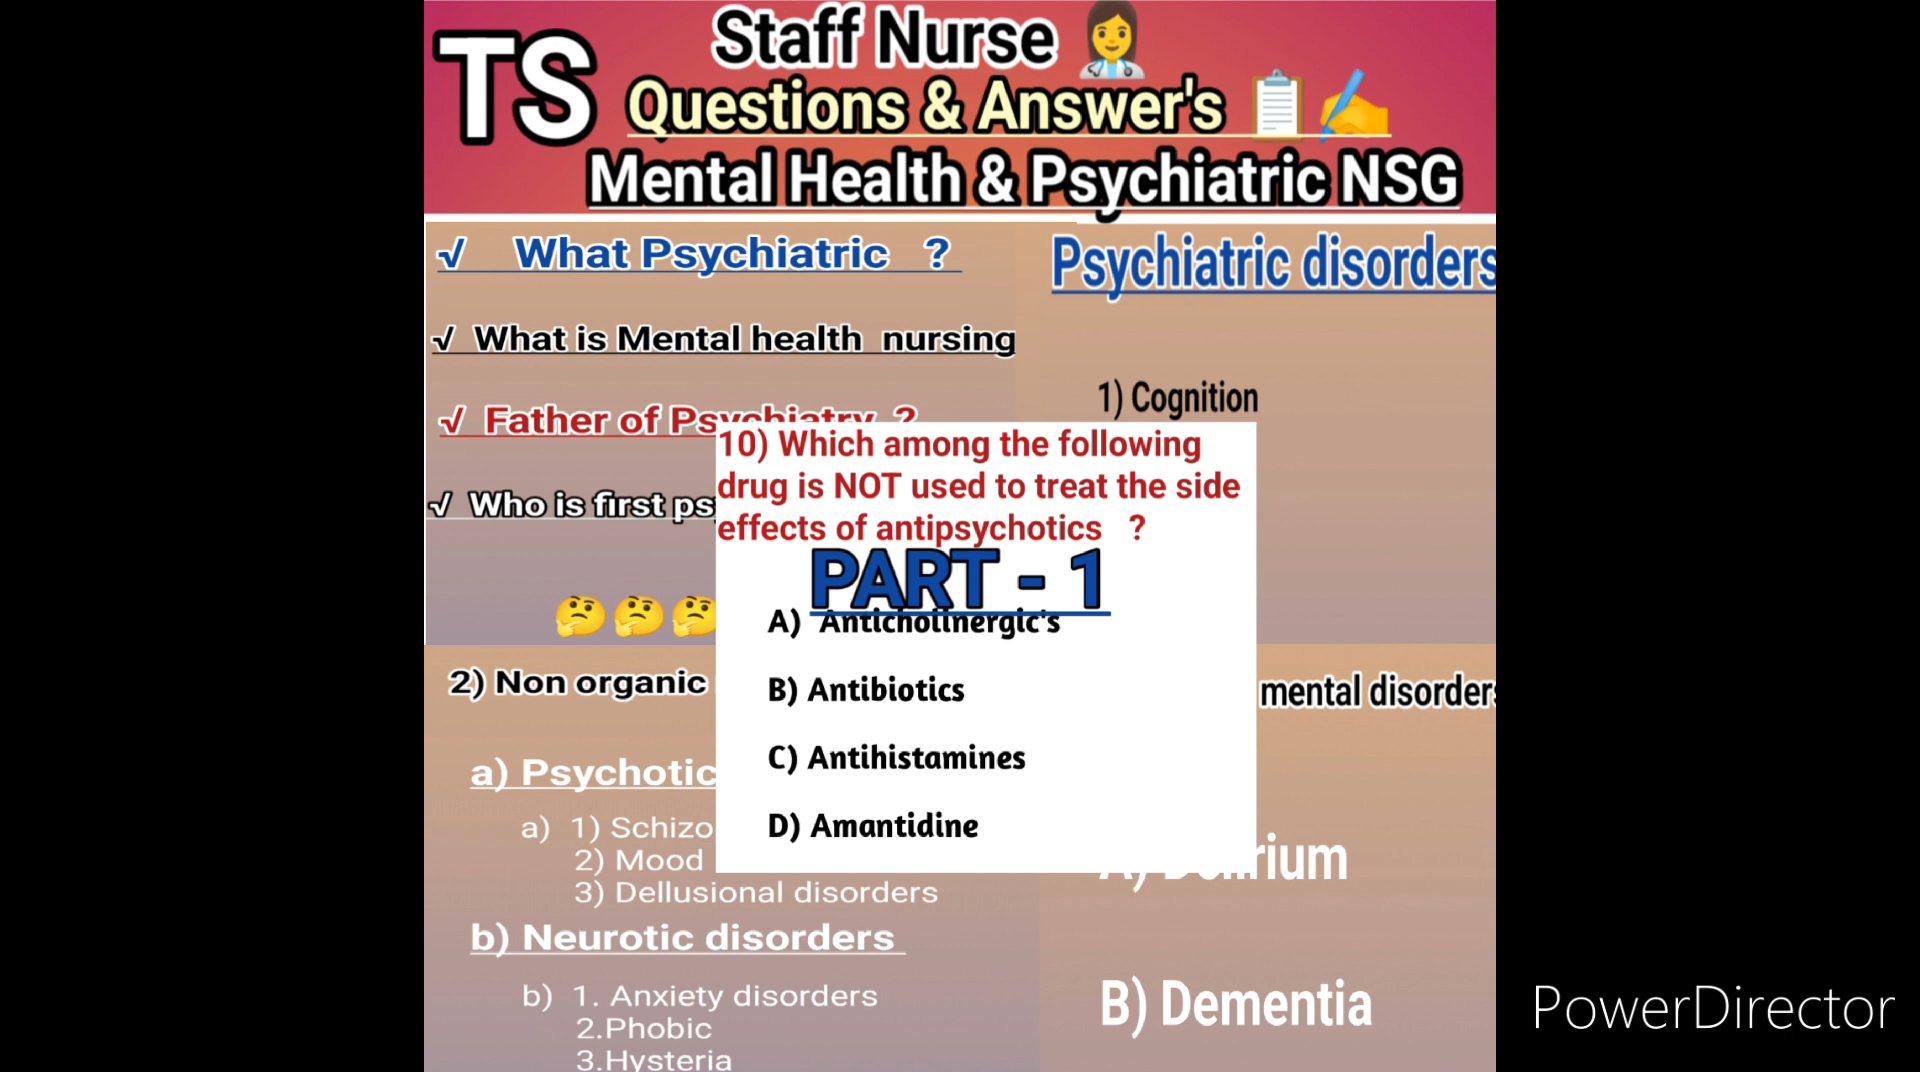 TS
Staff Nurse
Questions & Answer's
Mental Health & Psychiatric NSG
√ What Psychiatric ?
√ What is Mental health nursing
√ Father of Psychiatry ?
√ Who is first
Psychiatric disorders
1) Cognition
10) Which among the following
drug is NOT used to treat the side
effects of antipsychotics ?
PART - 1
A) Anticholinergic's
B) Antibiotics
C) Antihistamines
D) Amantidine
2) Non organic
mental disorders
a) Psychotic
a) 1) Schizo
2) Mood
3) Dellusional disorders
b) Neurotic disorders
b) 1. Anxiety disorders
2.Phobic
3.Hysteria
A) Delirium
B) Dementia
PowerDirector